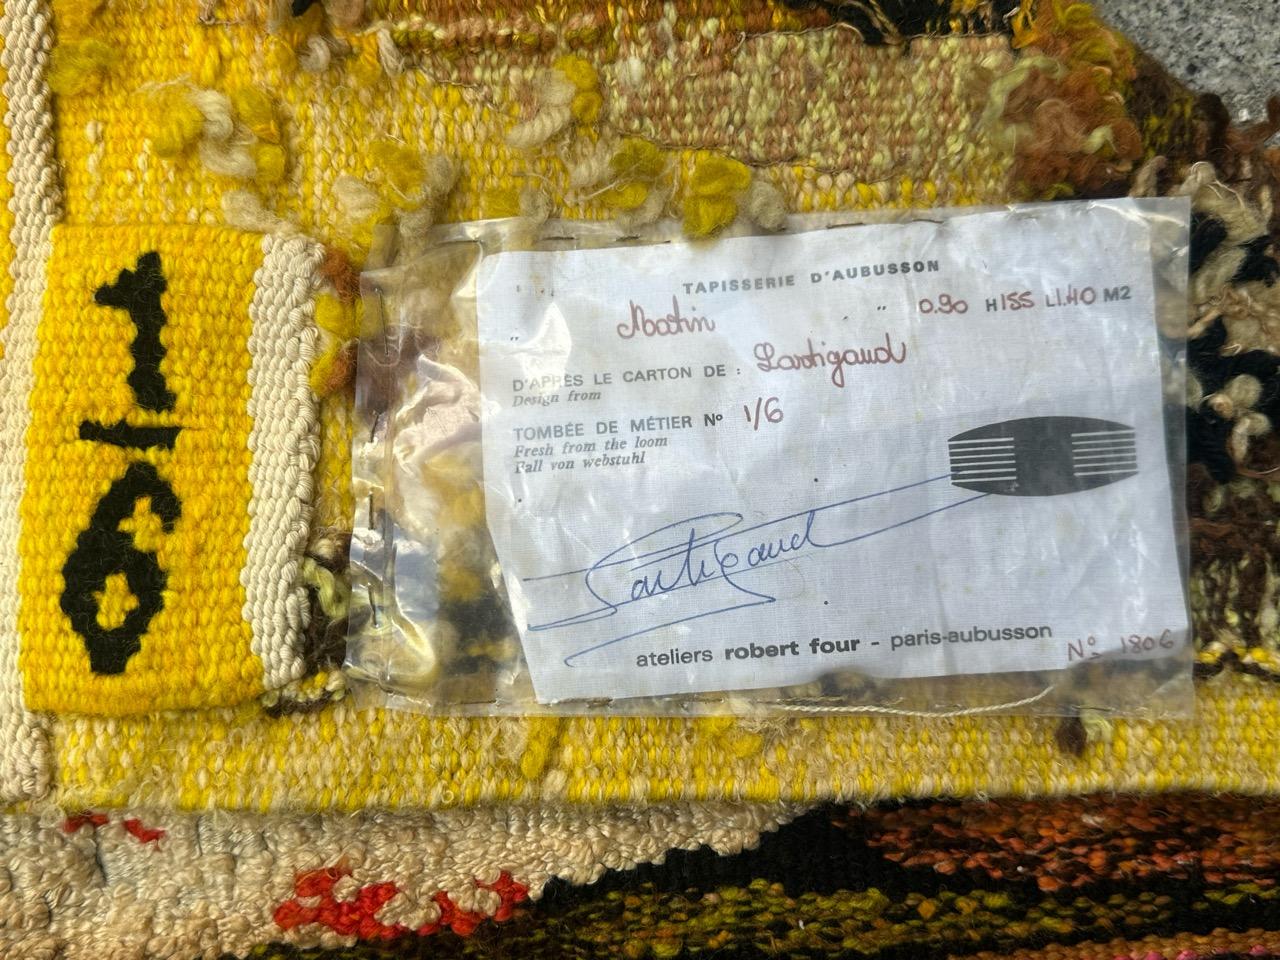 1/6
TAPISSERIE D'AUBUSSON
" Matin " 0.90 H155 L1.40 M2
D'APRÈS LE CARTON DE : Lartigaud
Design from
TOMBÉE DE MÉTIER Nº 1/6
Fresh from the loom
Fall von webstuhl
Lartigaud
ateliers robert four - paris-aubusson
Nº 1806